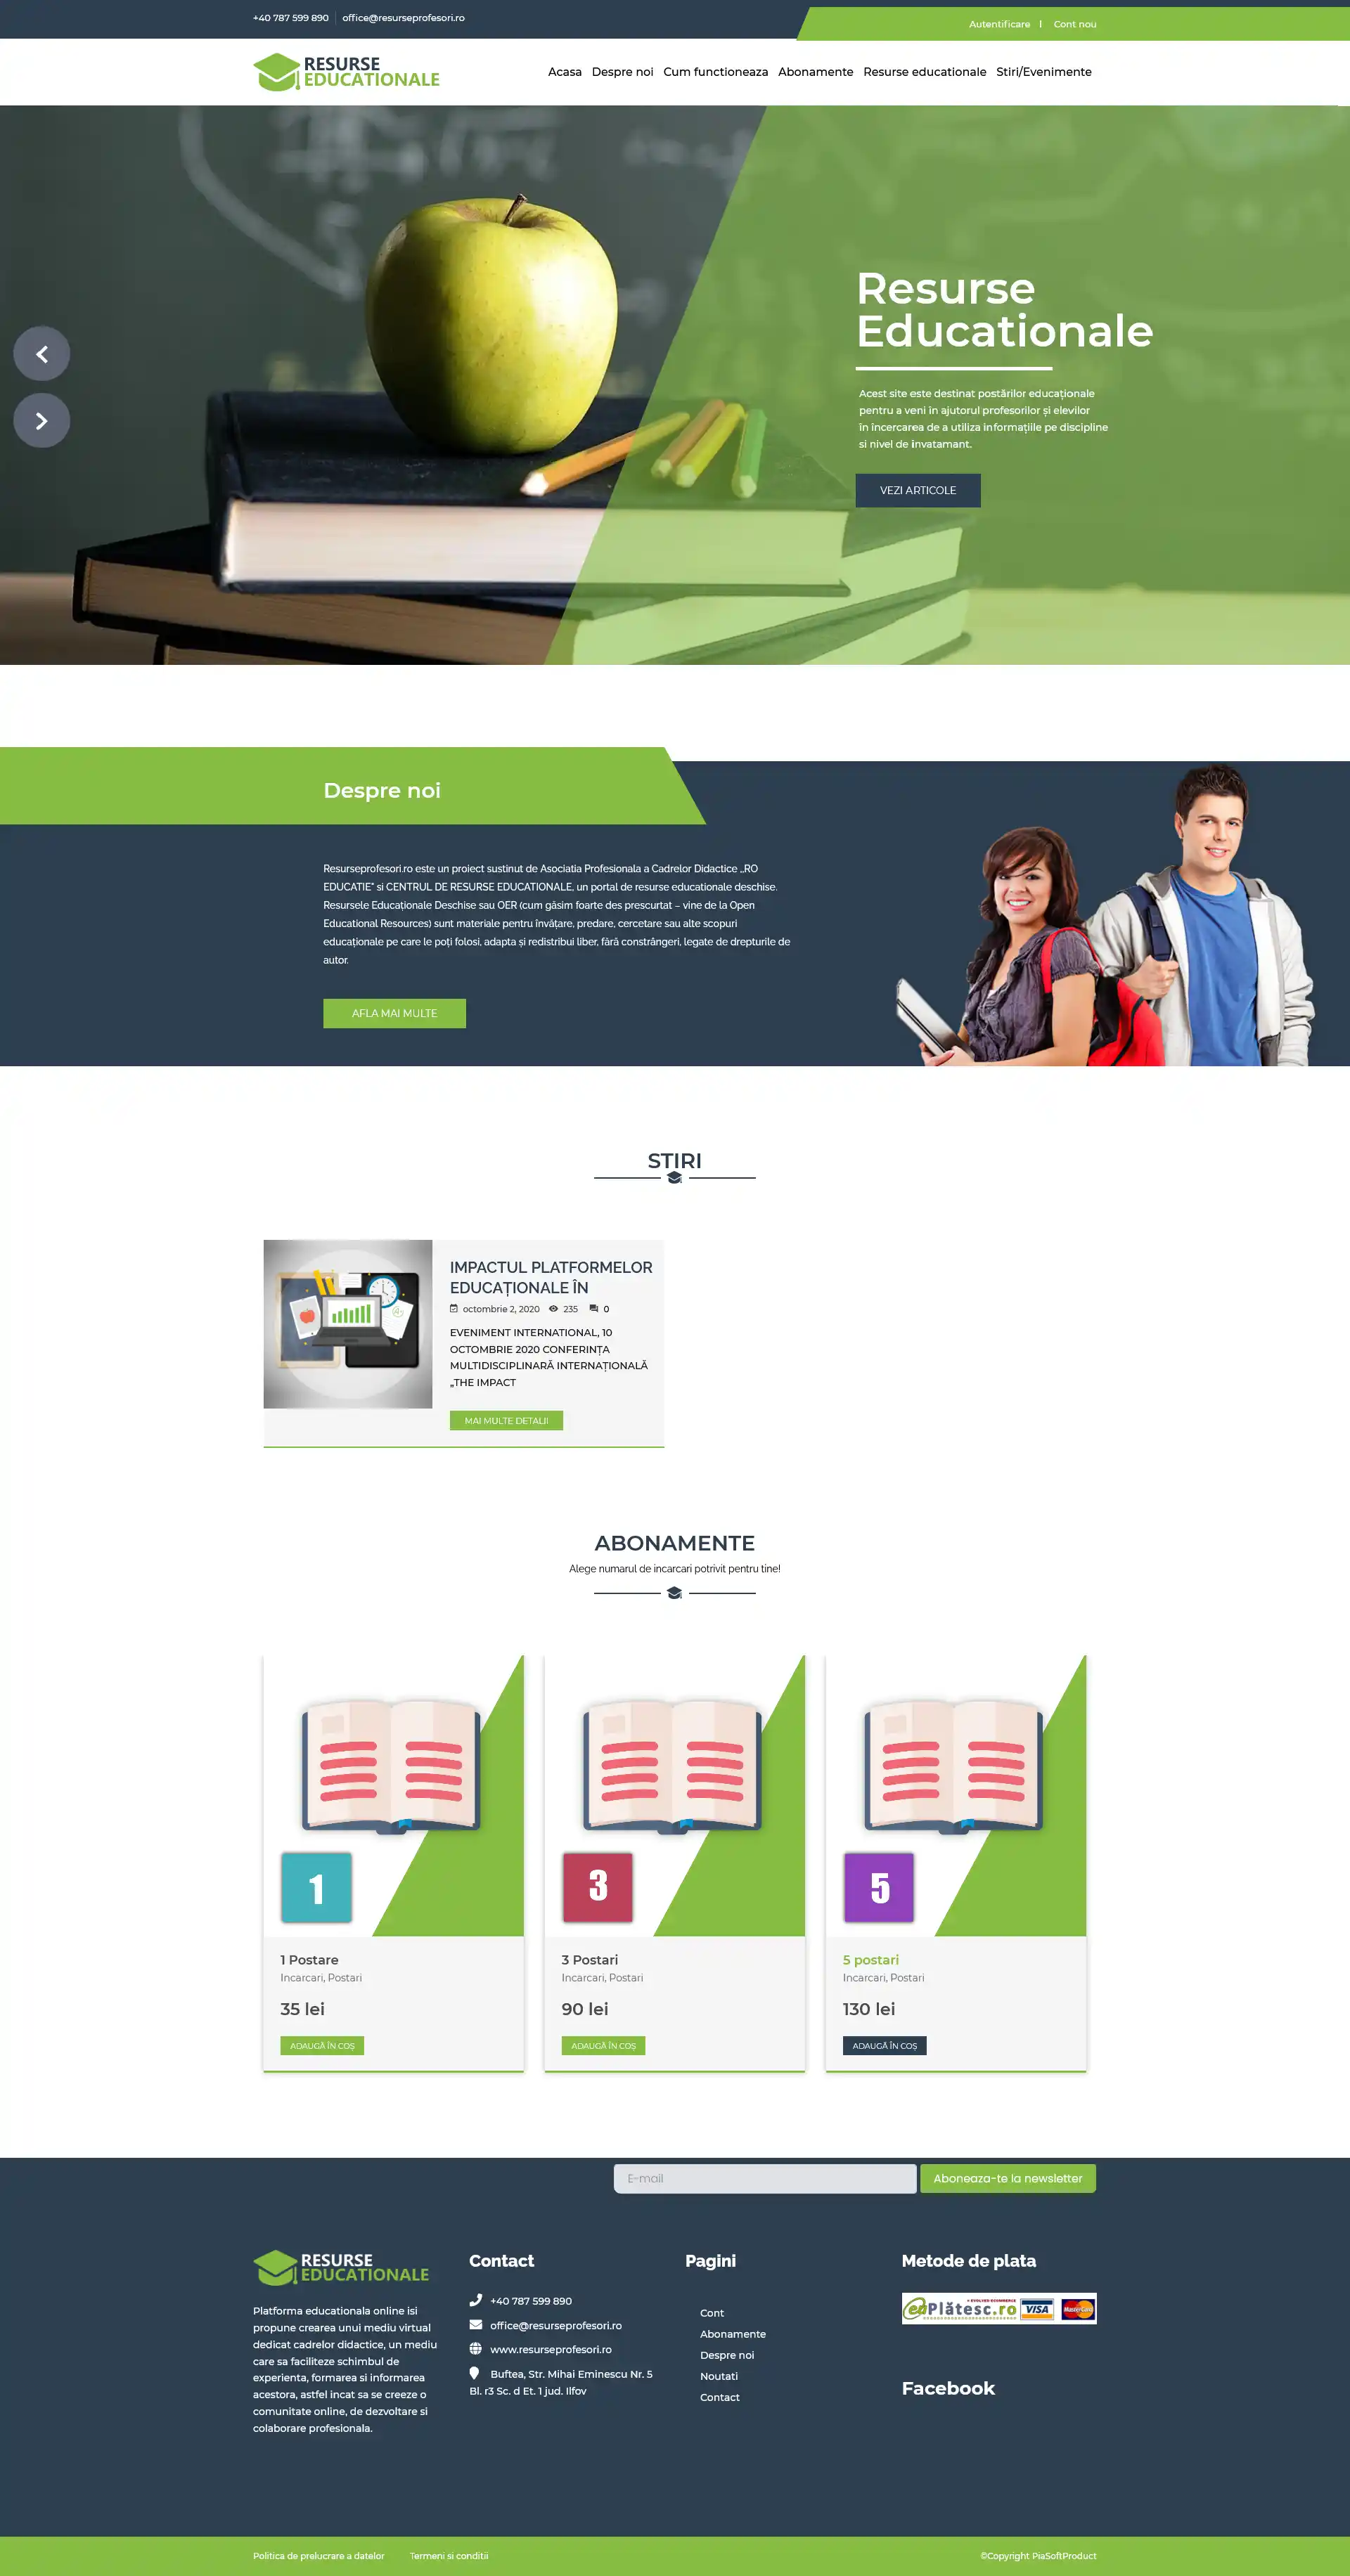 +40 787 599 890 office@resurseprofesori.ro
Autentificare | Cont nou
RESURSE
EDUCATIONALE
Acasa Despre noi Cum functioneaza Abonamente Resurse educationale Stiri/Evenimente
Resurse
Educationale
Acest site este destinat postărilor educaționale
pentru a veni în ajutorul profesorilor și elevilor
în încercarea de a utiliza informațiile pe discipline
si nivel de învatamant.
VEZI ARTICOLE
Despre noi
Resurseprofesori.ro este un proiect sustinut de Asociatia Profesionala a Cadrelor Didactice „RO
EDUCATIE" si CENTRUL DE RESURSE EDUCATIONALE, un portal de resurse educationale deschise.
Resursele Educaționale Deschise sau OER (cum găsim foarte des prescurtat – vine de la Open
Educational Resources) sunt materiale pentru învățare, predare, cercetare sau alte scopuri
educaționale pe care le poți folosi, adapta și redistribui liber, fără constrângeri, legate de drepturile de
autor.
AFLA MAI MULTE
STIRI
IMPACTUL PLATFORMELOR
EDUCAȚIONALE ÎN
octombrie 2, 2020 235 0
EVENIMENT INTERNATIONAL, 10
OCTOMBRIE 2020 CONFERINȚA
MULTIDISCIPLINARĂ INTERNAȚIONALĂ
„THE IMPACT
MAI MULTE DETALII
ABONAMENTE
Alege numarul de incarcari potrivit pentru tine!
1
1 Postare
Incarcari, Postari
35 lei
ADAUGĂ ÎN COȘ
3
3 Postari
Incarcari, Postari
90 lei
ADAUGĂ ÎN COȘ
5
5 postari
Incarcari, Postari
130 lei
ADAUGĂ ÎN COȘ
E-mail
Aboneaza-te la newsletter
RESURSE
EDUCATIONALE
Platforma educationala online isi
propune crearea unui mediu virtual
dedicat cadrelor didactice, un mediu
care sa faciliteze schimbul de
experienta, formarea si informarea
acestora, astfel incat sa se creeze o
comunitate online, de dezvoltare si
colaborare profesionala.
Contact
+40 787 599 890
office@resurseprofesori.ro
www.resurseprofesori.ro
Buftea, Str. Mihai Eminescu Nr. 5
Bl. r3 Sc. d Et. 1 jud. Ilfov
Pagini
Cont
Abonamente
Despre noi
Noutati
Contact
Metode de plata
euPlătesc.ro VISA MasterCard
Facebook
Politica de prelucrare a datelor Termeni si conditii
©Copyright PiaSoftProduct